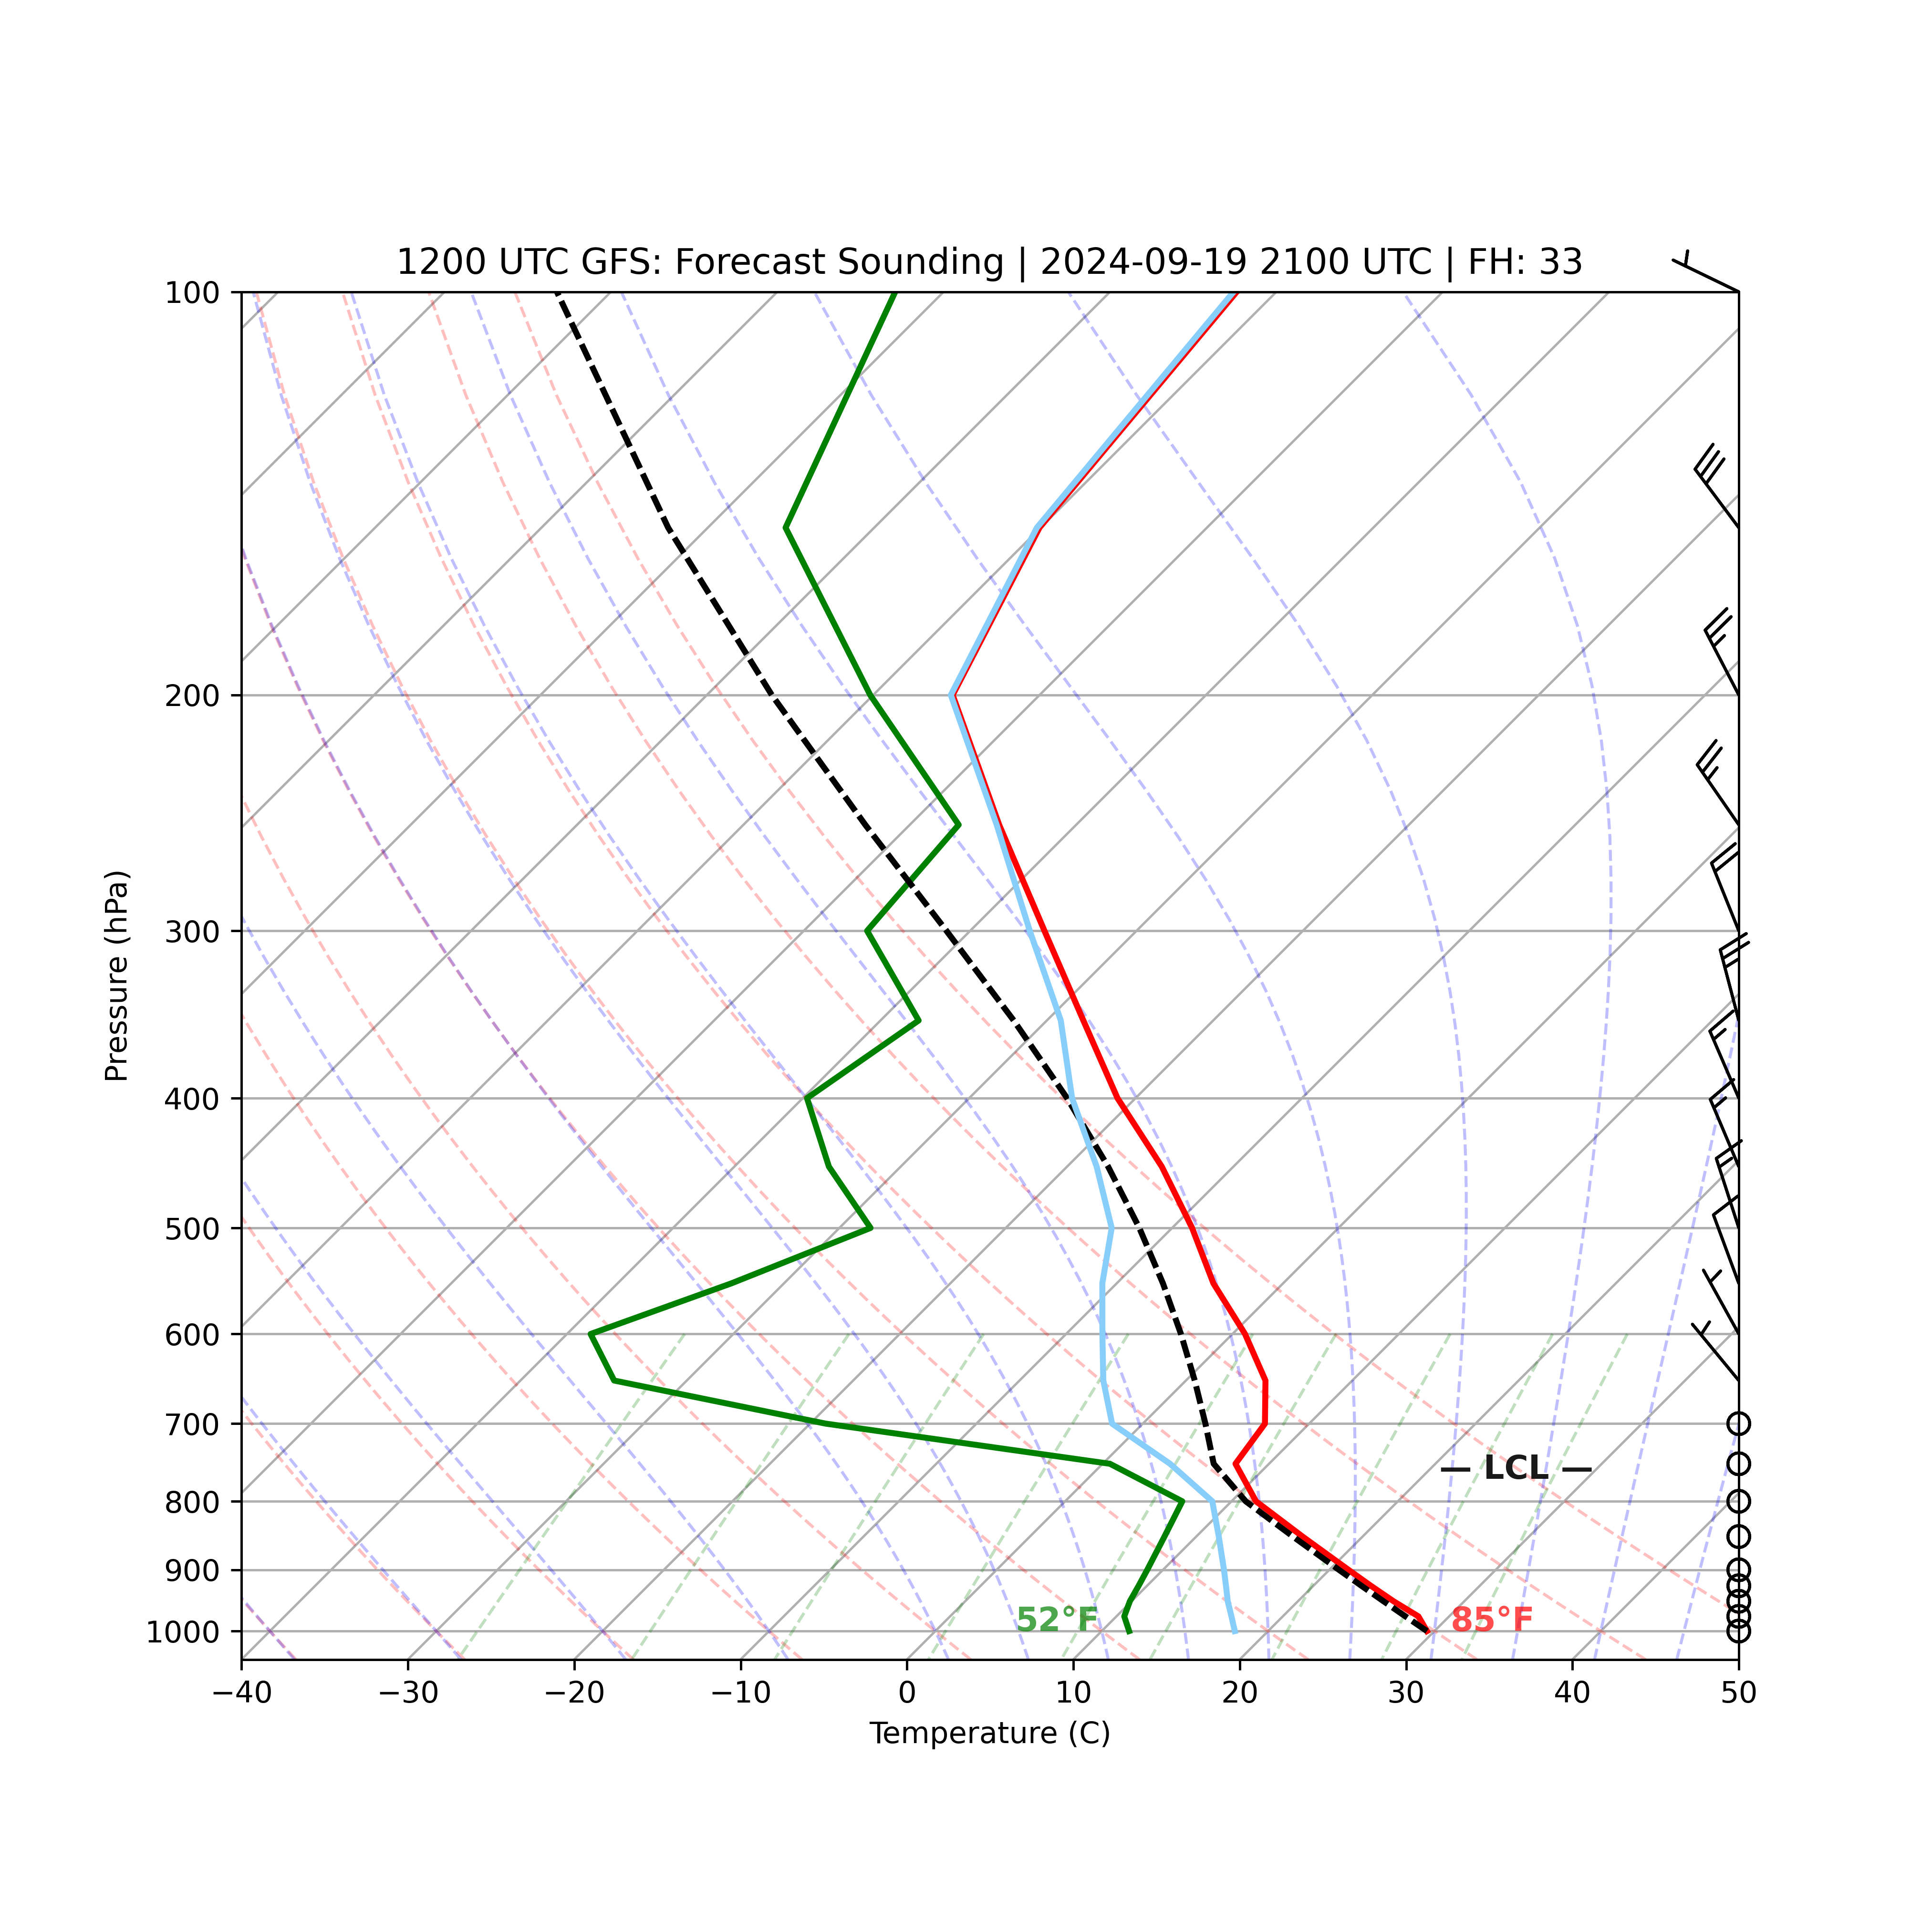 1200 UTC GFS: Forecast Sounding | 2024-09-19 2100 UTC | FH: 33
100
200
300
400
500
600
700
800
900
1000
Pressure (hPa)
— LCL —
52°F
85°F
−40 −30 −20 −10 0 10 20 30 40 50
Temperature (C)